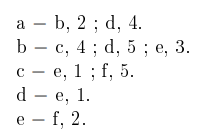 a – b, 2 ; d, 4.
b – c, 4 ; d, 5 ; e, 3.
c – e, 1 ; f, 5.
d – e, 1.
e – f, 2.